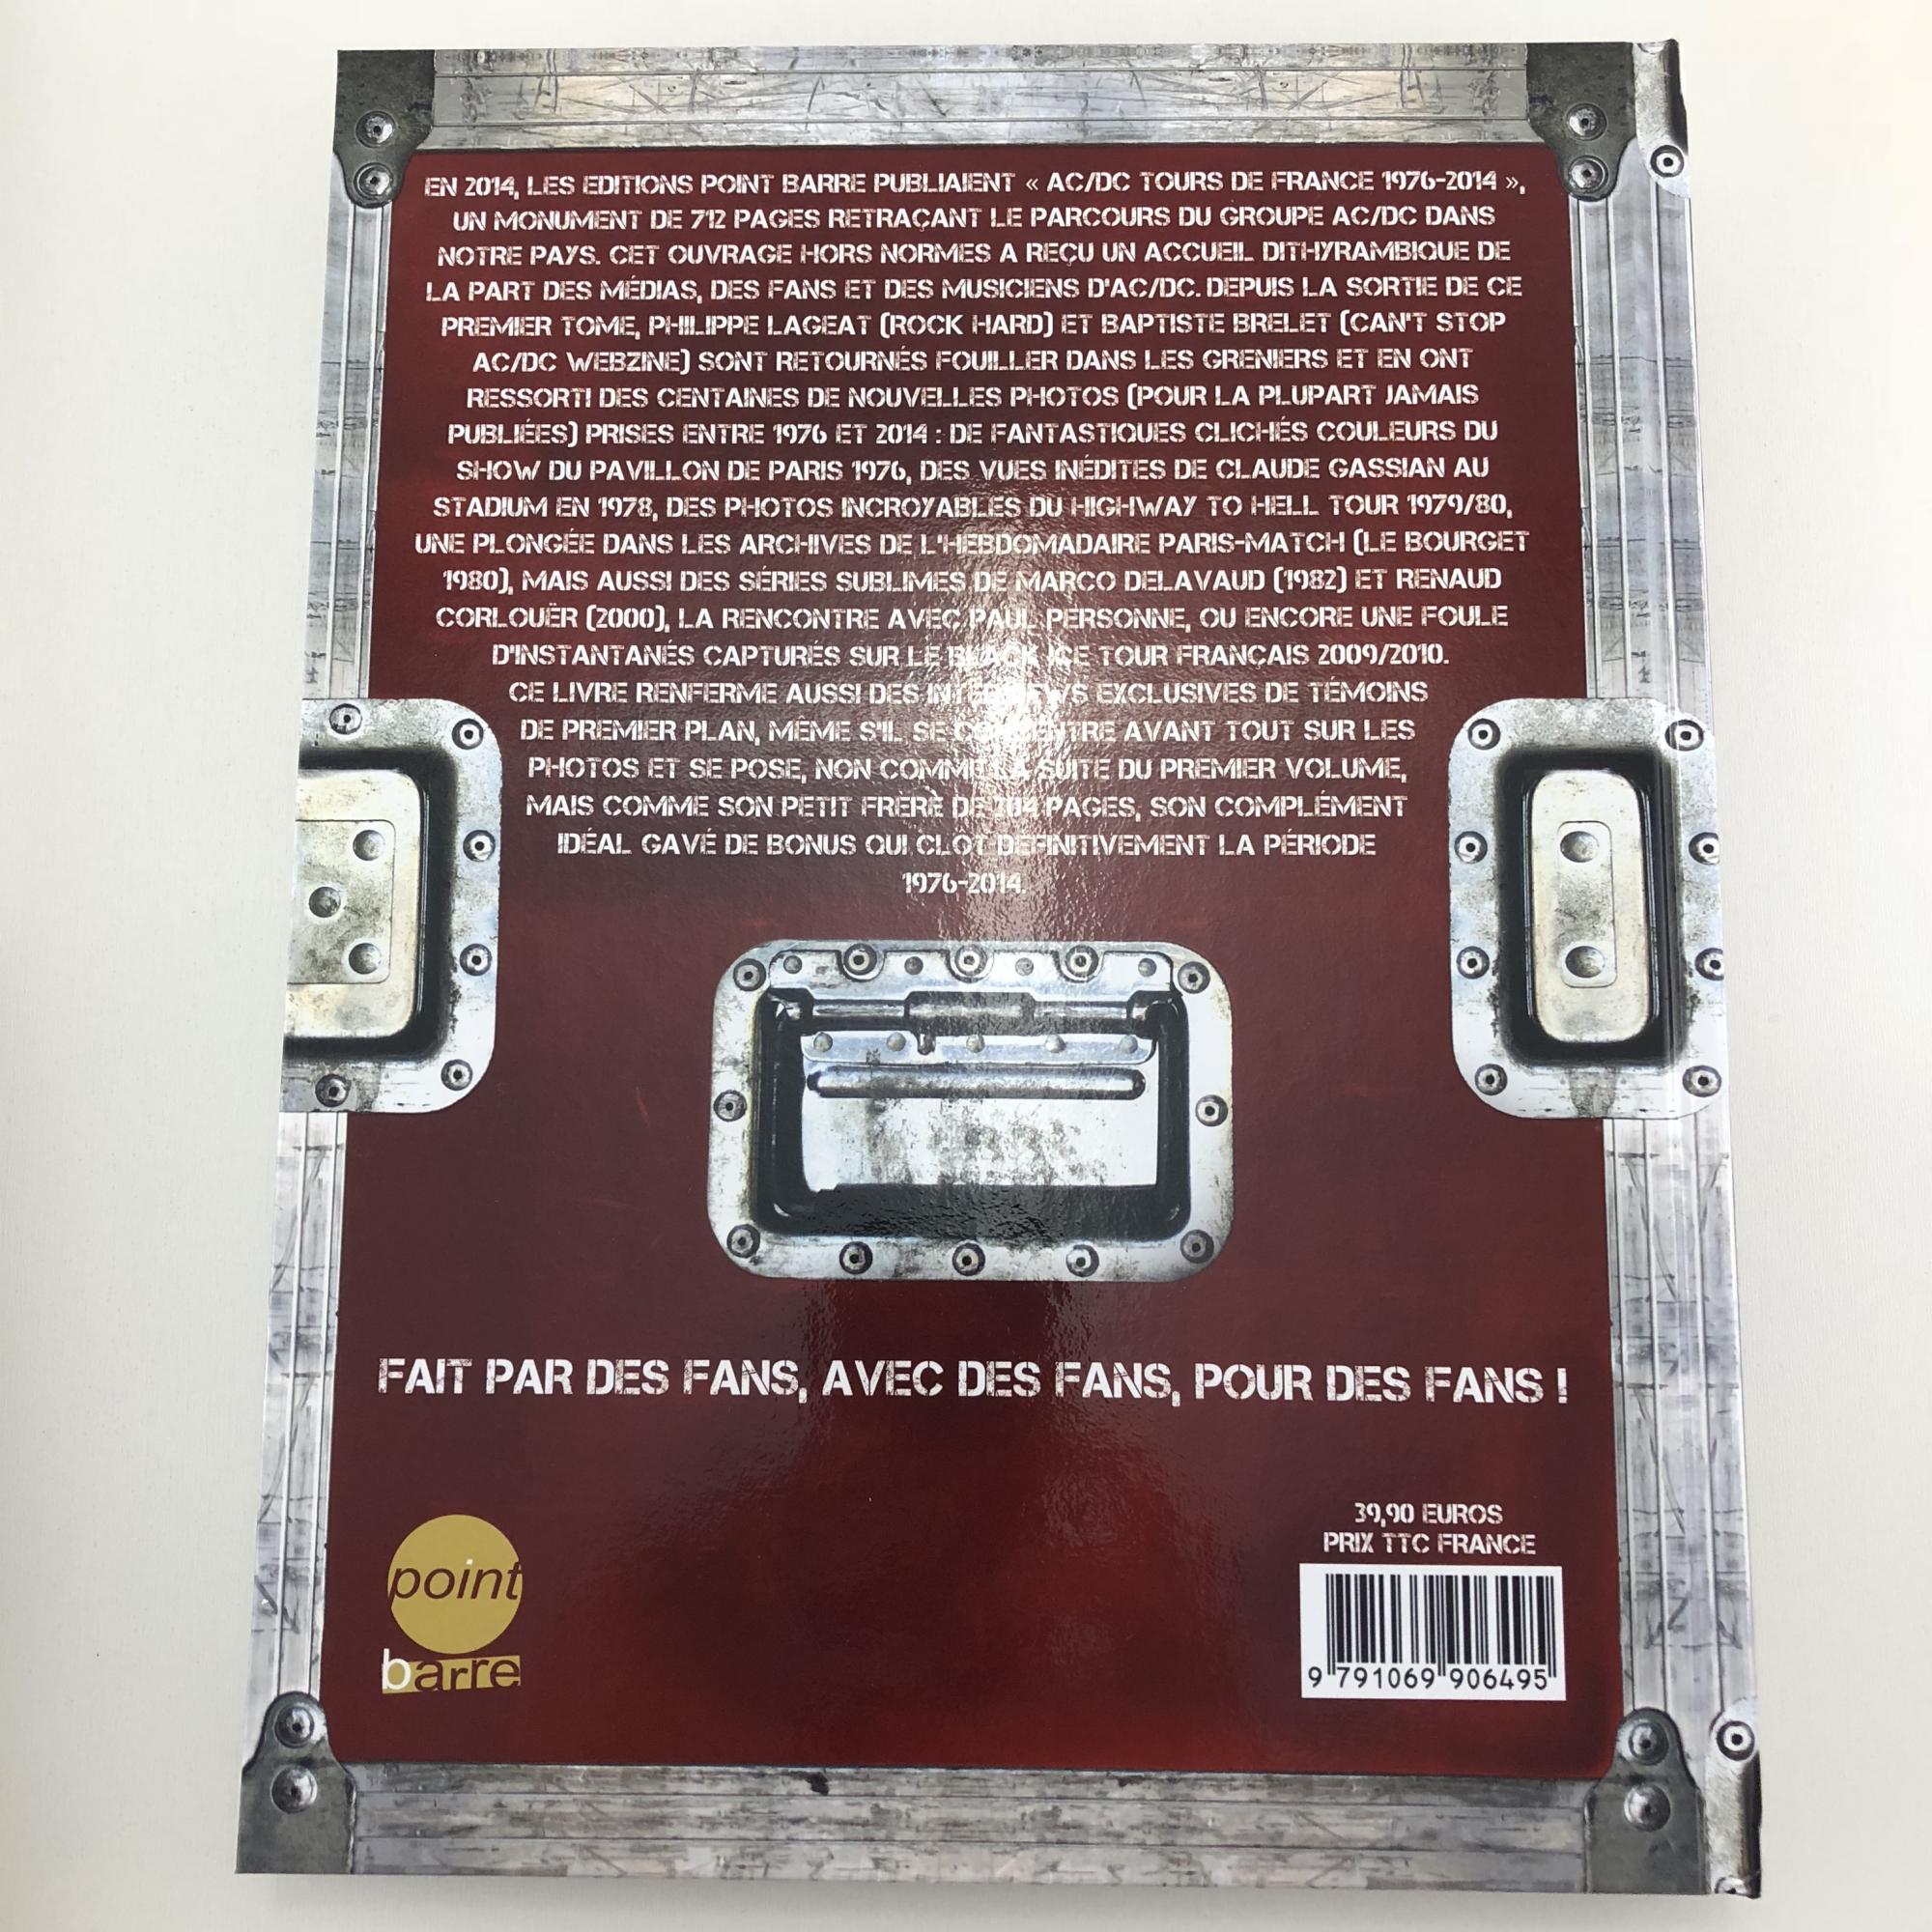 EN 2014, LES EDITIONS POINT BARRE PUBLIAIENT « AC/DC TOURS DE FRANCE 1976-2014 »,
UN MONUMENT DE 712 PAGES RETRAÇANT LE PARCOURS DU GROUPE AC/DC DANS
NOTRE PAYS. CET OUVRAGE HORS NORMES A REÇU UN ACCUEIL DITHYRAMBIQUE DE
LA PART DES MÉDIAS, DES FANS ET DES MUSICIENS D'AC/DC. DEPUIS LA SORTIE DE CE
PREMIER TOME, PHILIPPE LAGEAT (ROCK HARD) ET BAPTISTE BRELET (CAN'T STOP
AC/DC WEBZINE) SONT RETOURNÉS FOUILLER DANS LES GRENIERS ET EN ONT
RESSORTI DES CENTAINES DE NOUVELLES PHOTOS (POUR LA PLUPART JAMAIS
PUBLIÉES) PRISES ENTRE 1976 ET 2014 : DE FANTASTIQUES CLICHÉS COULEURS DU
SHOW DU PAVILLON DE PARIS 1976, DES VUES INÉDITES DE CLAUDE GASSIAN AU
STADIUM EN 1978, DES PHOTOS INCROYABLES DU HIGHWAY TO HELL TOUR 1979/80,
UNE PLONGÉE DANS LES ARCHIVES DE L'HEBDOMADAIRE PARIS-MATCH (LE BOURGET
1980), MAIS AUSSI DES SÉRIES SUBLIMES DE MARCO DELAVAUD (1982) ET RENAUD
CORLOUËR (2000), LA RENCONTRE AVEC PAUL PERSONNE, OU ENCORE UNE FOULE
D'INSTANTANÉS CAPTURÉS SUR LE BLACK ICE TOUR FRANÇAIS 2009/2010.
CE LIVRE RENFERME AUSSI DES INTERVIEWS EXCLUSIVES DE TÉMOINS
DE PREMIER PLAN, MÊME S'IL SE CONCENTRE AVANT TOUT SUR LES
PHOTOS ET SE POSE, NON COMME LA SUITE DU PREMIER VOLUME,
MAIS COMME SON PETIT FRÈRE DE PAGES, SON COMPLÉMENT
IDÉAL GAVÉ DE BONUS QUI CLOT DÉFINITIVEMENT LA PÉRIODE
1976-2014.
FAIT PAR DES FANS, AVEC DES FANS, POUR DES FANS !
39,90 EUROS
PRIX TTC FRANCE
point
barre
9 791069 906495